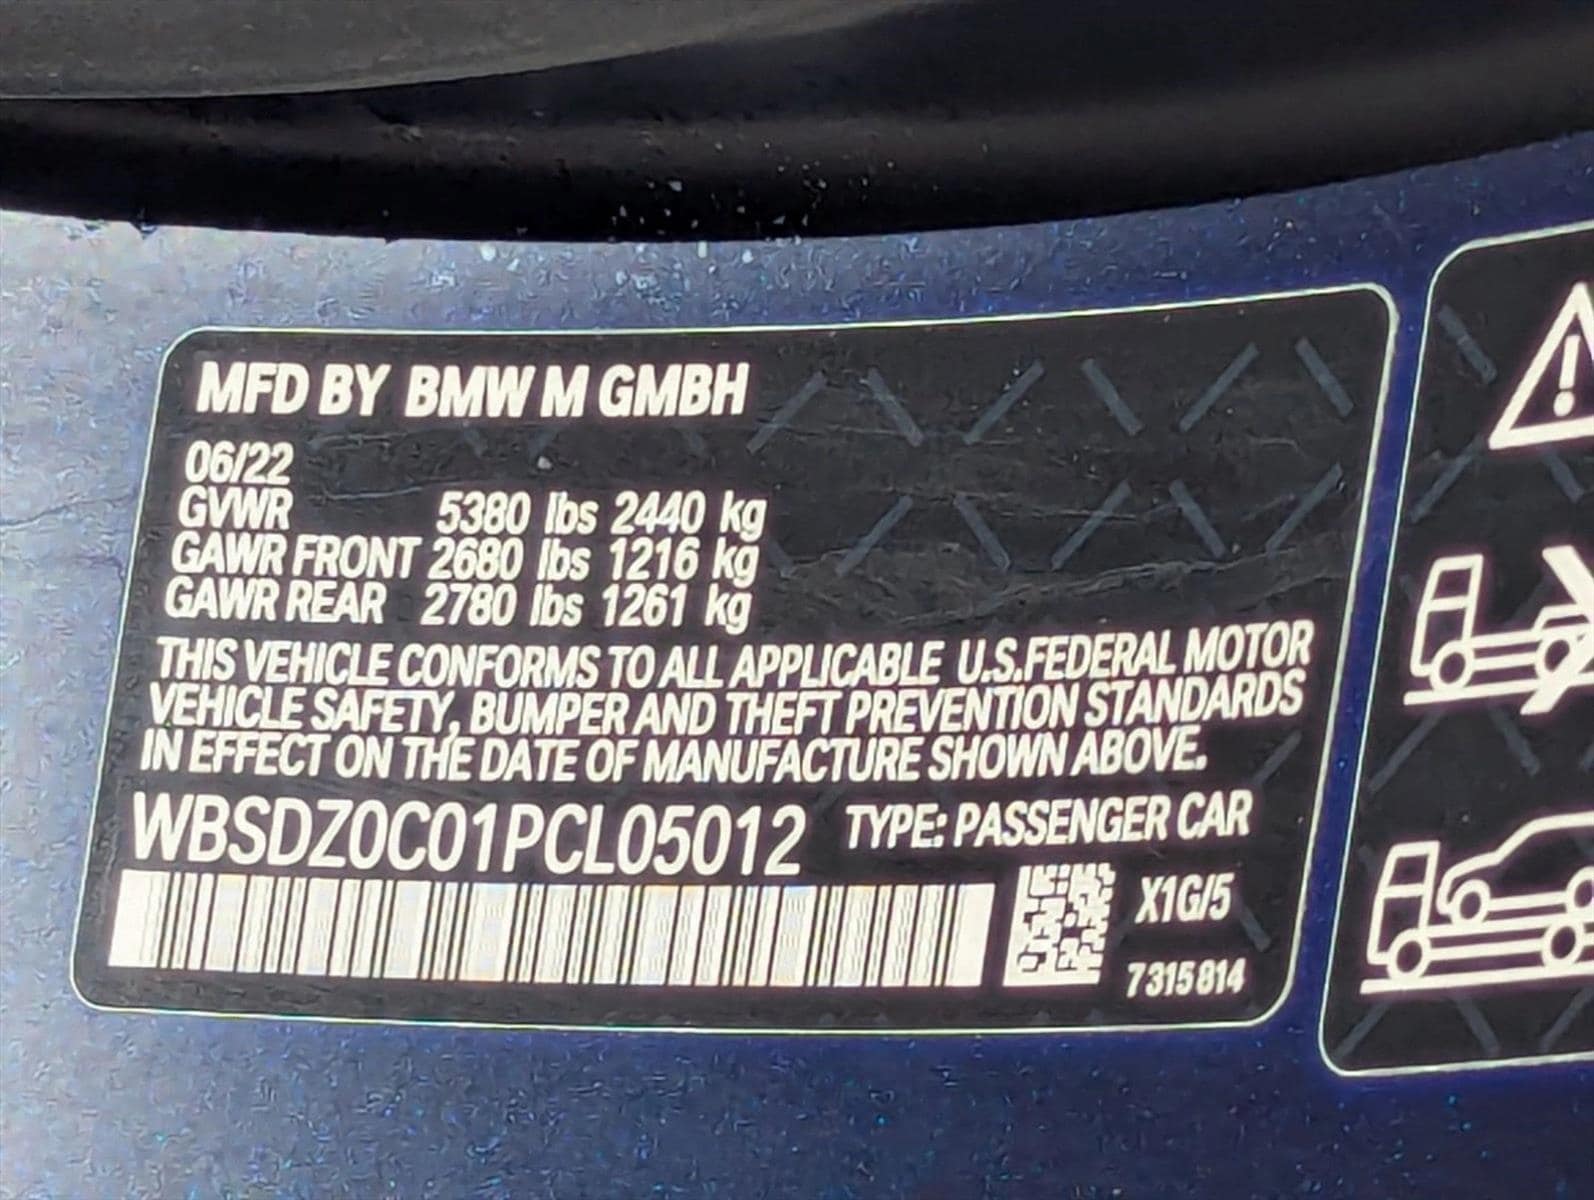 MFD BY BMW M GMBH
06/22
GVWR 5380 lbs 2440 kg
GAWR FRONT 2680 lbs 1216 kg
GAWR REAR 2780 lbs 1261 kg
THIS VEHICLE CONFORMS TO ALL APPLICABLE U.S.FEDERAL MOTOR
VEHICLE SAFETY, BUMPER AND THEFT PREVENTION STANDARDS
IN EFFECT ON THE DATE OF MANUFACTURE SHOWN ABOVE.
WBSDZ0C01PCL05012 TYPE: PASSENGER CAR
X1G/5
7315814